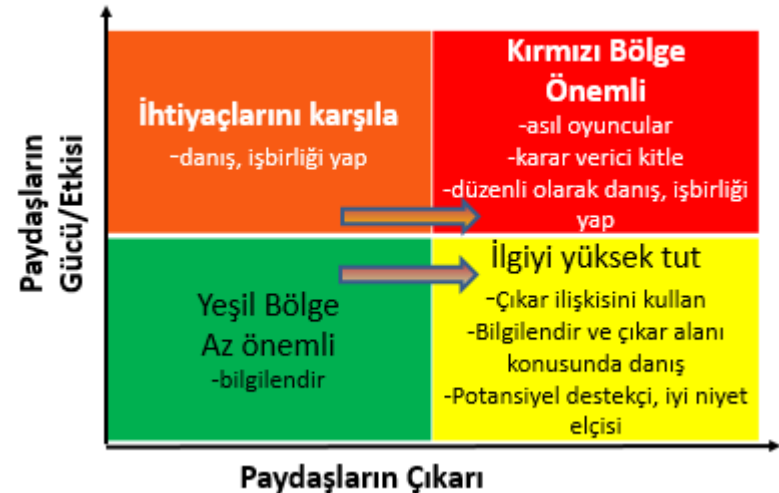 Paydaşların
Gücü/Etkisi
İhtiyaçlarını karşıla
-danış, işbirliği yap
Kırmızı Bölge
Önemli
-asıl oyuncular
-karar verici kitle
-düzenli olarak danış, işbirliği
yap
Yeşil Bölge
Az önemli
-bilgilendir
İlgiyi yüksek tut
-Çıkar ilişkisini kullan
-Bilgilendir ve çıkar alanı
konusunda danış
-Potansiyel destekçi, iyi niyet
elçisi
Paydaşların Çıkarı